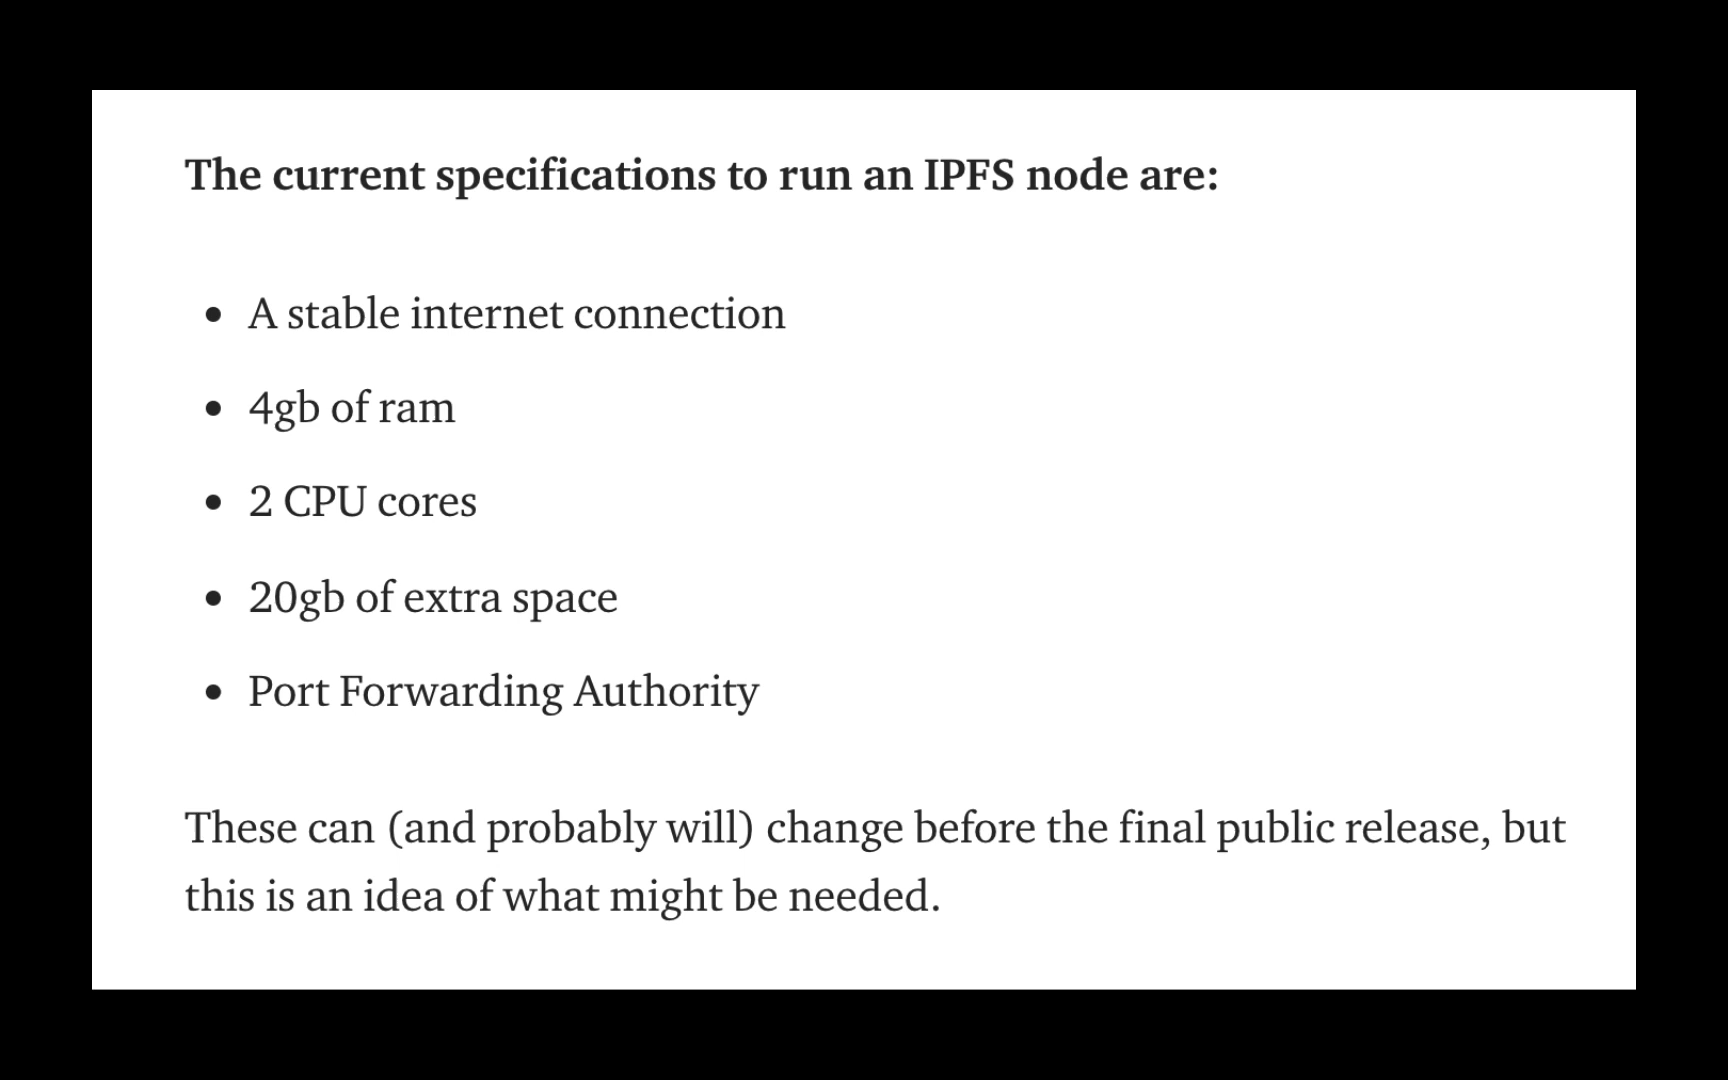 The current specifications to run an IPFS node are:
• A stable internet connection
• 4gb of ram
• 2 CPU cores
• 20gb of extra space
• Port Forwarding Authority
These can (and probably will) change before the final public release, but
this is an idea of what might be needed.